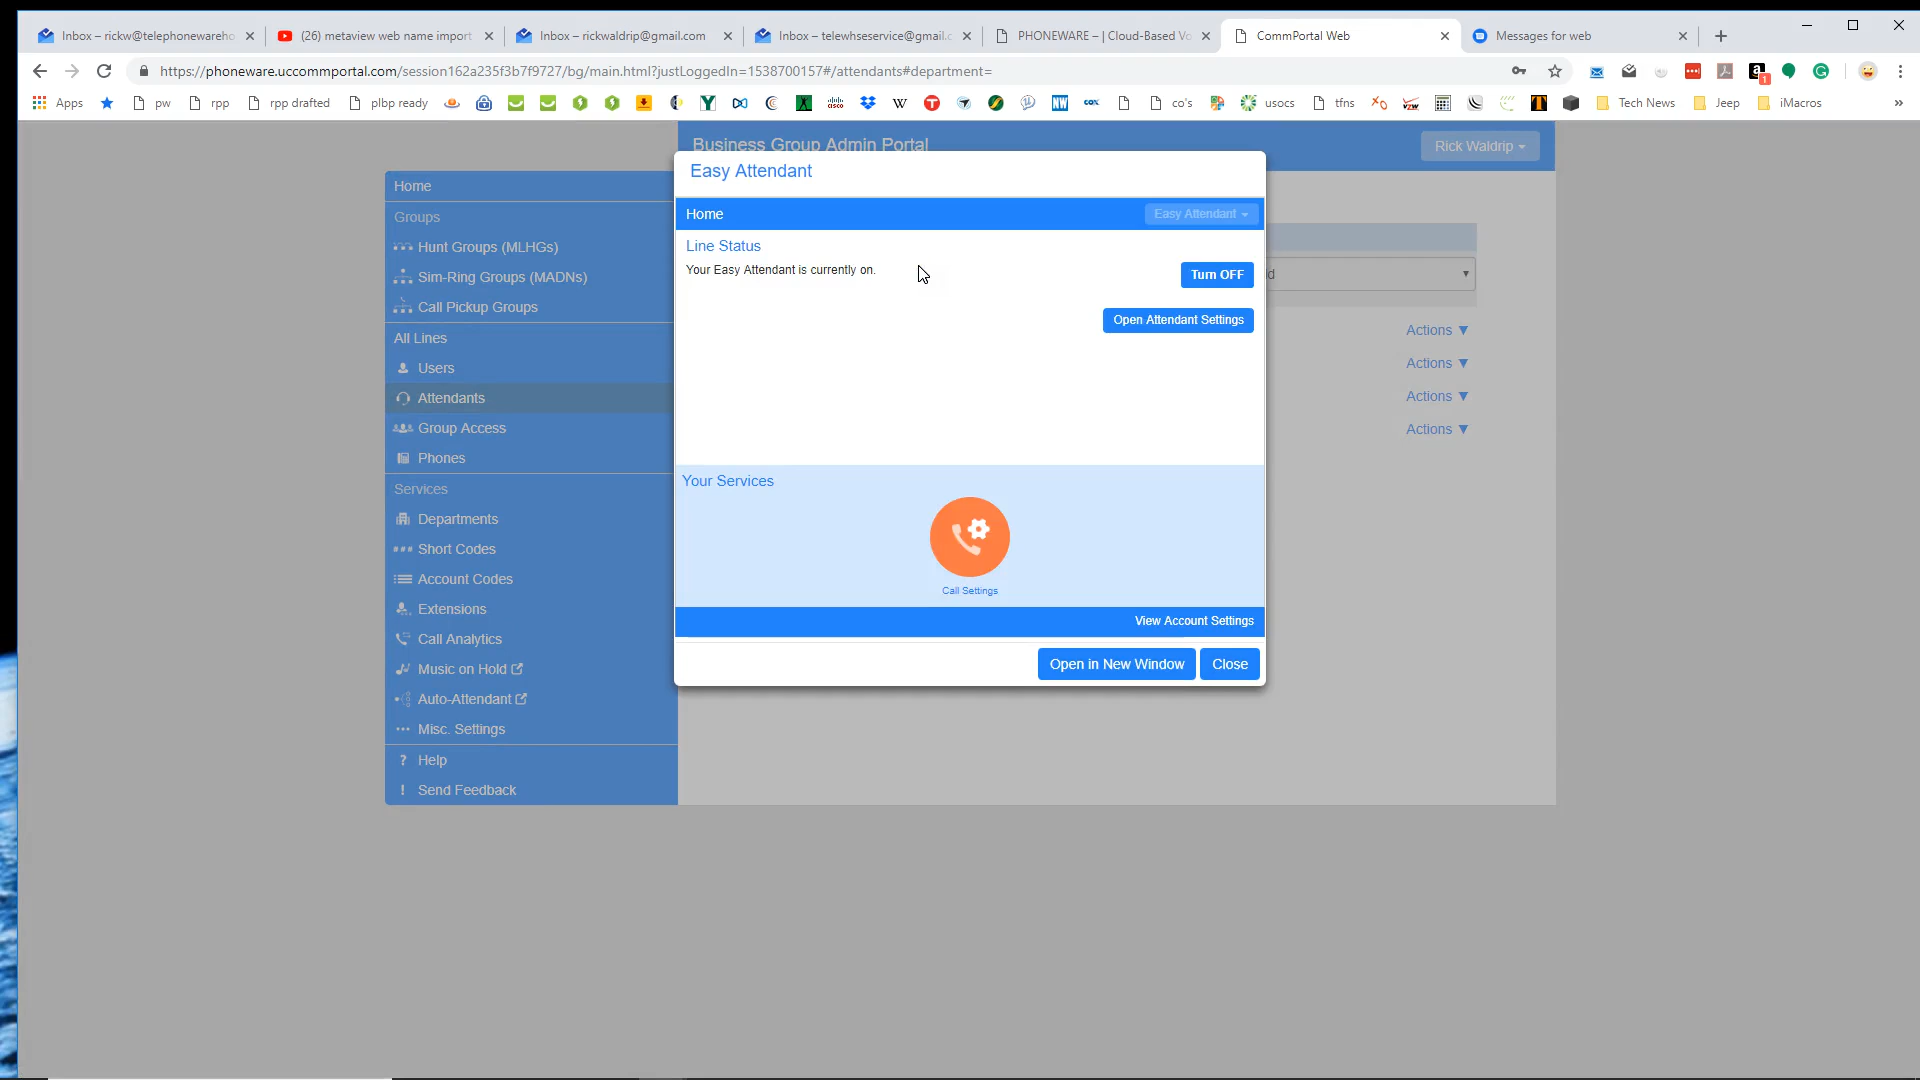 Inbox – rickw@telephonewareho
(26) metaview web name import
Inbox – rickwaldrip@gmail.com
Inbox – telewhseservice@gmail.c
PHONEWARE – | Cloud-Based Vo
CommPortal Web
Messages for web
https://phoneware.uccommportal.com/session162a235f3b7f9727/bg/main.html?justLoggedIn=1538700157#/attendants#department=
Apps
pw
rpp
rpp drafted
plbp ready
co's
usocs
tfns
Tech News
Jeep
iMacros
»
Business Group Admin Portal
Rick Waldrip
Home
Groups
Hunt Groups (MLHGs)
Sim-Ring Groups (MADNs)
Call Pickup Groups
All Lines
Users
Attendants
Group Access
Phones
Services
Departments
Short Codes
Account Codes
Extensions
Call Analytics
Music on Hold
Auto-Attendant
Misc. Settings
? Help
! Send Feedback
Easy Attendant
Home
Easy Attendant
Line Status
Your Easy Attendant is currently on.
Turn OFF
Open Attendant Settings
Your Services
Call Settings
View Account Settings
Open in New Window
Close
Actions ▼
Actions ▼
Actions ▼
Actions ▼